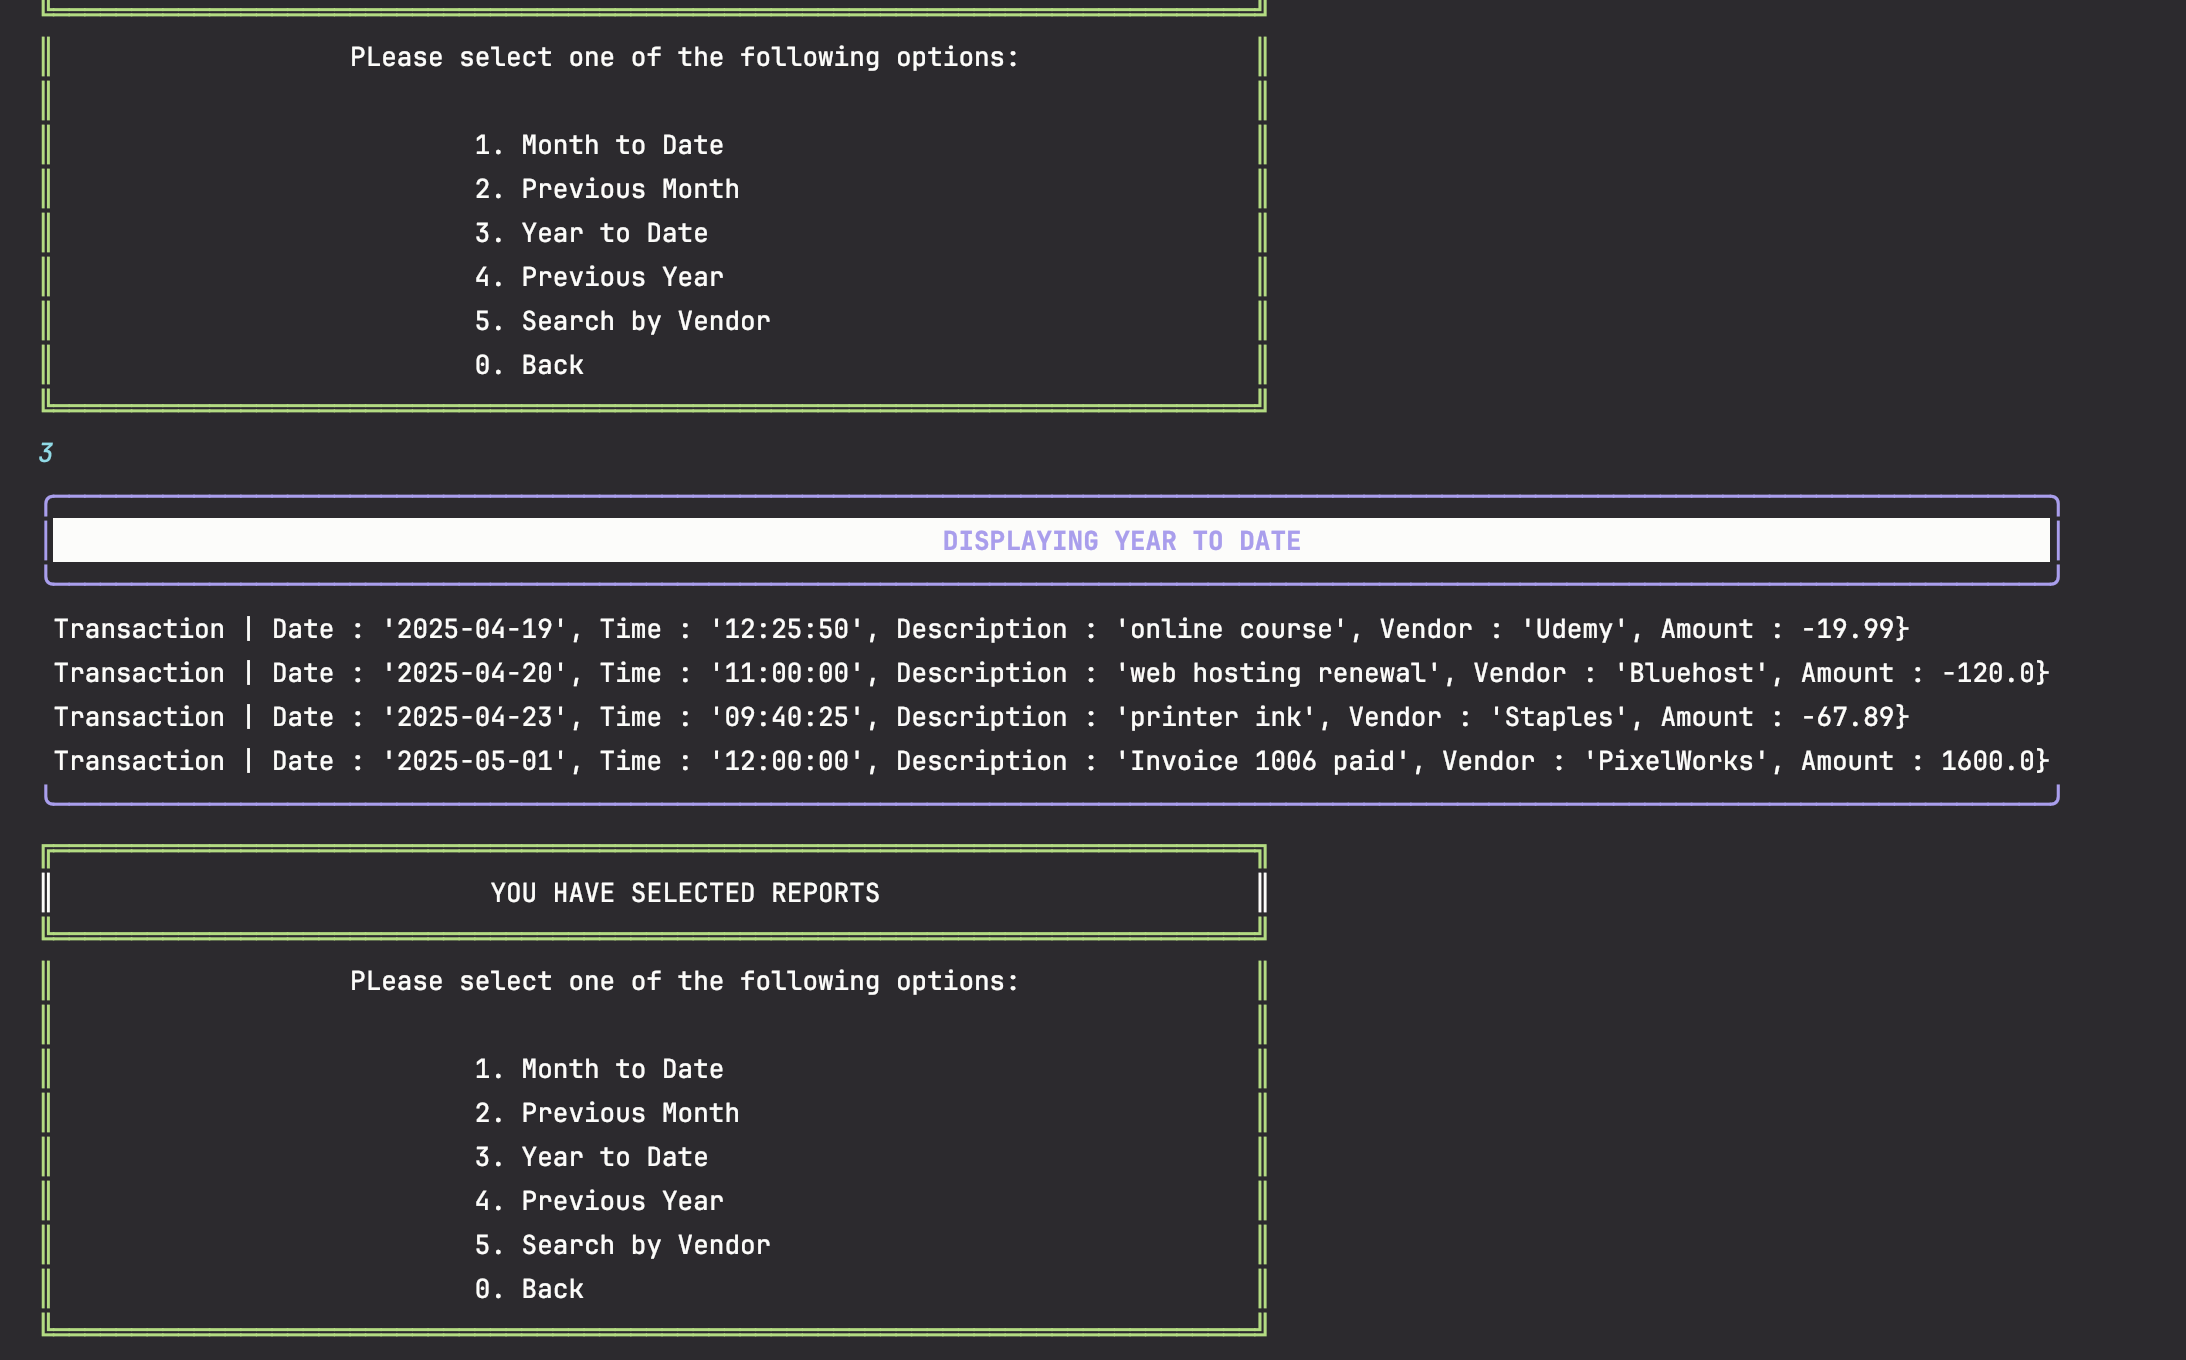 PLease select one of the following options:
1. Month to Date
2. Previous Month
3. Year to Date
4. Previous Year
5. Search by Vendor
0. Back
3
DISPLAYING YEAR TO DATE
Transaction | Date : '2025-04-19', Time : '12:25:50', Description : 'online course', Vendor : 'Udemy', Amount : -19.99}
Transaction | Date : '2025-04-20', Time : '11:00:00', Description : 'web hosting renewal', Vendor : 'Bluehost', Amount : -120.0}
Transaction | Date : '2025-04-23', Time : '09:40:25', Description : 'printer ink', Vendor : 'Staples', Amount : -67.89}
Transaction | Date : '2025-05-01', Time : '12:00:00', Description : 'Invoice 1006 paid', Vendor : 'PixelWorks', Amount : 1600.0}
YOU HAVE SELECTED REPORTS
PLease select one of the following options:
1. Month to Date
2. Previous Month
3. Year to Date
4. Previous Year
5. Search by Vendor
0. Back